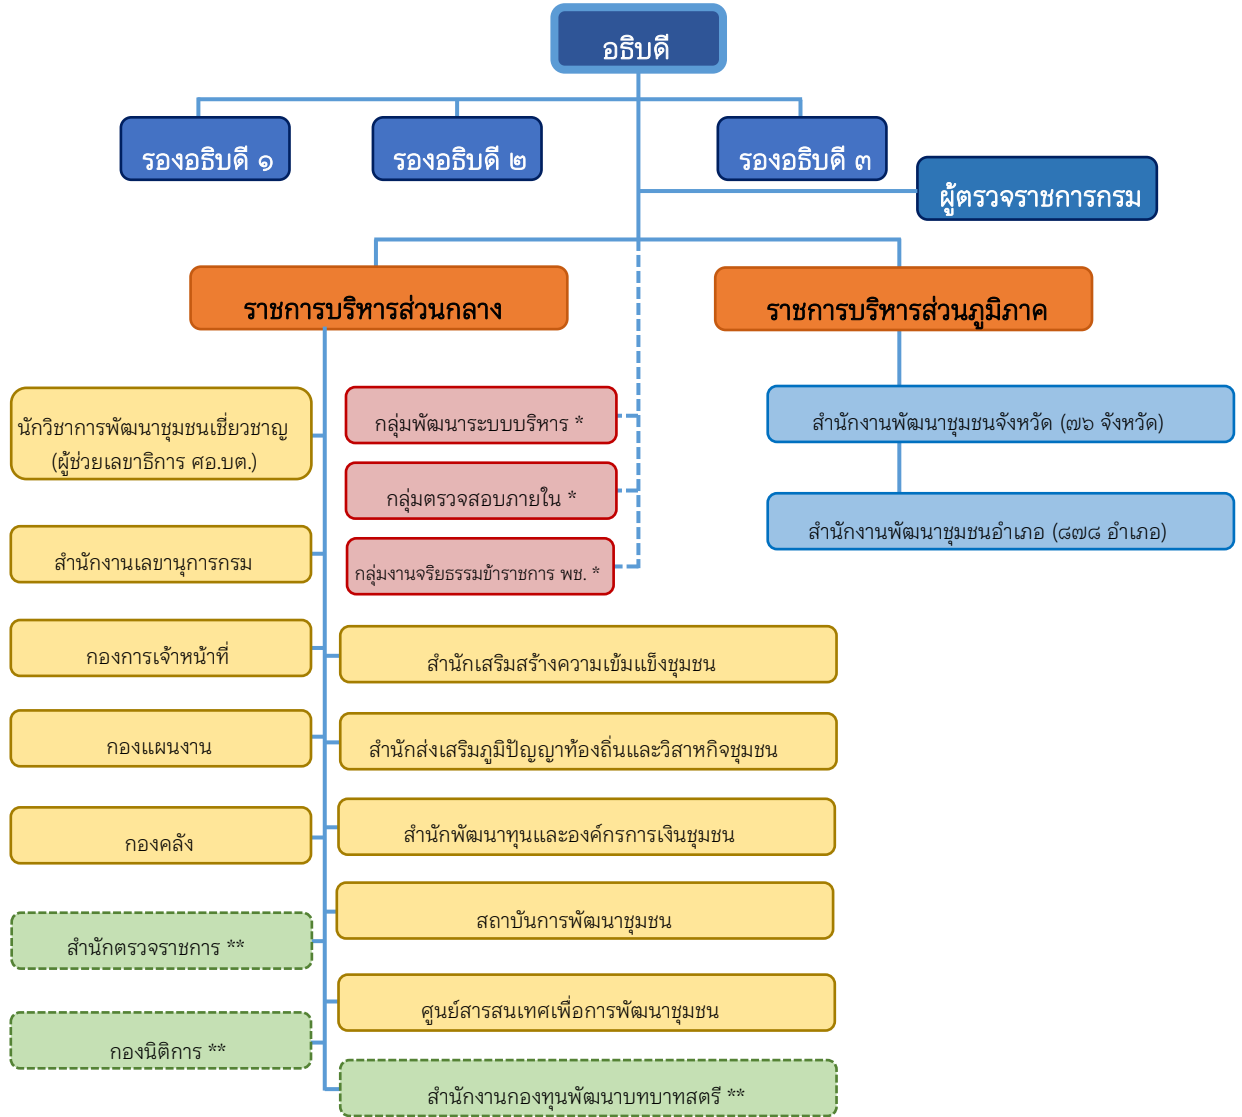 อธิบดี
รองอธิบดี ๑
รองอธิบดี ๒
รองอธิบดี ๓
ผู้ตรวจราชการกรม
ราชการบริหารส่วนกลาง
ราชการบริหารส่วนภูมิภาค
นักวิชาการพัฒนาชุมชนเชี่ยวชาญ
(ผู้ช่วยเลขาธิการ ศอ.บต.)
กลุ่มพัฒนาระบบบริหาร *
สำนักงานพัฒนาชุมชนจังหวัด (๗๖ จังหวัด)
กลุ่มตรวจสอบภายใน *
สำนักงานพัฒนาชุมชนอำเภอ (๘๗๘ อำเภอ)
สำนักงานเลขานุการกรม
กลุ่มงานจริยธรรมข้าราชการ พช. *
กองการเจ้าหน้าที่
สำนักเสริมสร้างความเข้มแข็งชุมชน
กองแผนงาน
สำนักส่งเสริมภูมิปัญญาท้องถิ่นและวิสาหกิจชุมชน
กองคลัง
สำนักพัฒนาทุนและองค์กรการเงินชุมชน
สถาบันการพัฒนาชุมชน
สำนักตรวจราชการ **
ศูนย์สารสนเทศเพื่อการพัฒนาชุมชน
กองนิติการ **
สำนักงานกองทุนพัฒนาบทบาทสตรี **